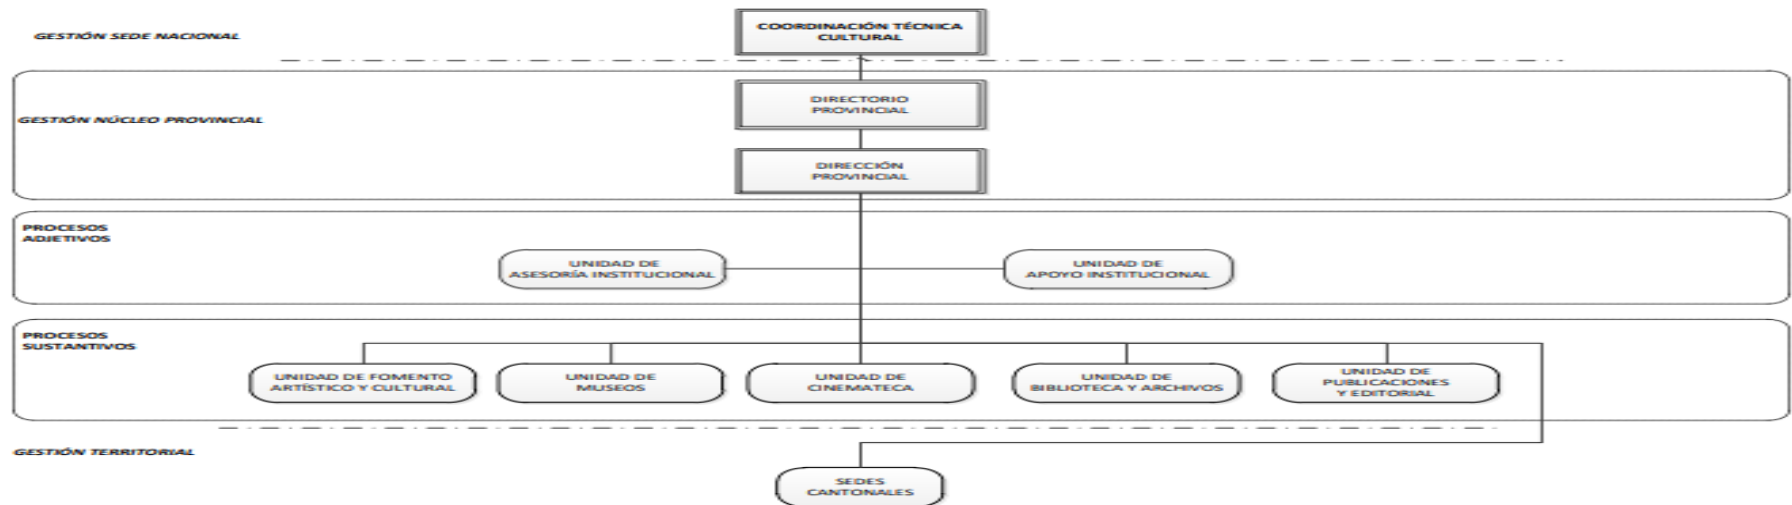 COORDINACIÓN TÉCNICA
CULTURAL
GESTIÓN SEDE NACIONAL
DIRECTORIO
PROVINCIAL
GESTIÓN NÚCLEO PROVINCIAL
DIRECCIÓN
PROVINCIAL
PROCESOS
ADJETIVOS
UNIDAD DE
ASESORÍA INSTITUCIONAL
UNIDAD DE
APOYO INSTITUCIONAL
PROCESOS
SUSTANTIVOS
UNIDAD DE FOMENTO
ARTÍSTICO Y CULTURAL
UNIDAD DE
MUSEOS
UNIDAD DE
CINEMATECA
UNIDAD DE
BIBLIOTECA Y ARCHIVOS
UNIDAD DE
PUBLICACIONES
Y EDITORIAL
GESTIÓN TERRITORIAL
SEDES
CANTONALES